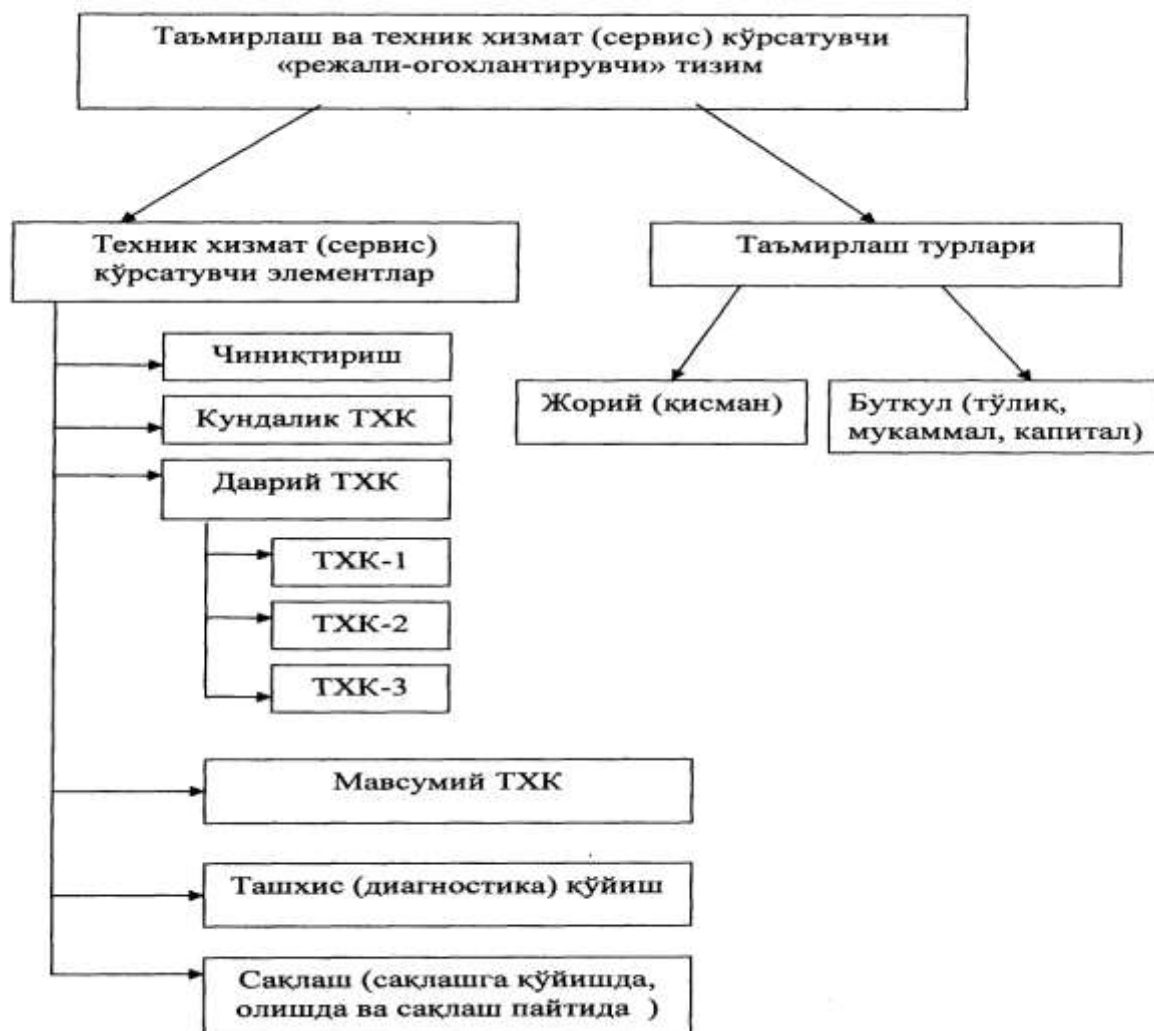 Таъмирлаш ва техник хизмат (сервис) кўрсатувчи
«режали-огохлантирувчи» тизим
Техник хизмат (сервис)
кўрсатувчи элементлар
Таъмирлаш турлари
Чиниқтириш
Кундалик ТХК
Даврий ТХК
ТХК-1
ТХК-2
ТХК-3
Жорий (қисман)
Буткул (тўлиқ,
мукаммал, капитал)
Мавсумий ТХК
Ташхис (диагностика) қўйиш
Сақлаш (сақлашга қўйишда,
олишда ва сақлаш пайтида )